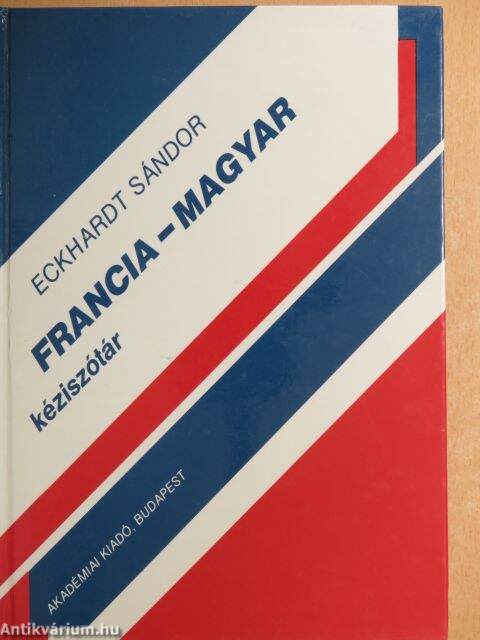 ECKHARDT SÁNDOR
FRANCIA – MAGYAR
kéziszótár
AKADÉMIAI KIADÓ, BUDAPEST
Antikvárium.hu